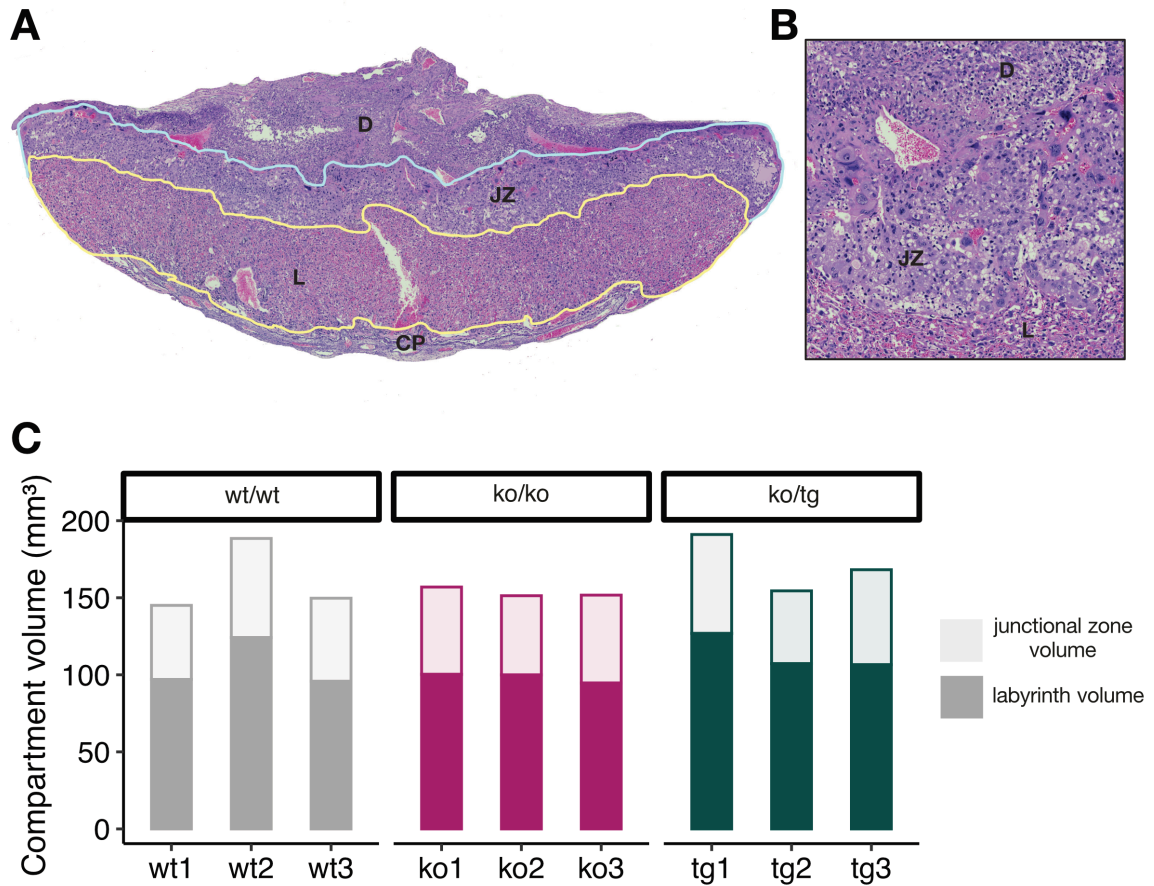 A
B
D
JZ
L
CP
D
JZ
L
C
Compartment volume (mm³)
wt/wt
ko/ko
ko/tg
200
150
100
50
0
wt1
wt2
wt3
ko1
ko2
ko3
tg1
tg2
tg3
junctional zone
volume
labyrinth volume